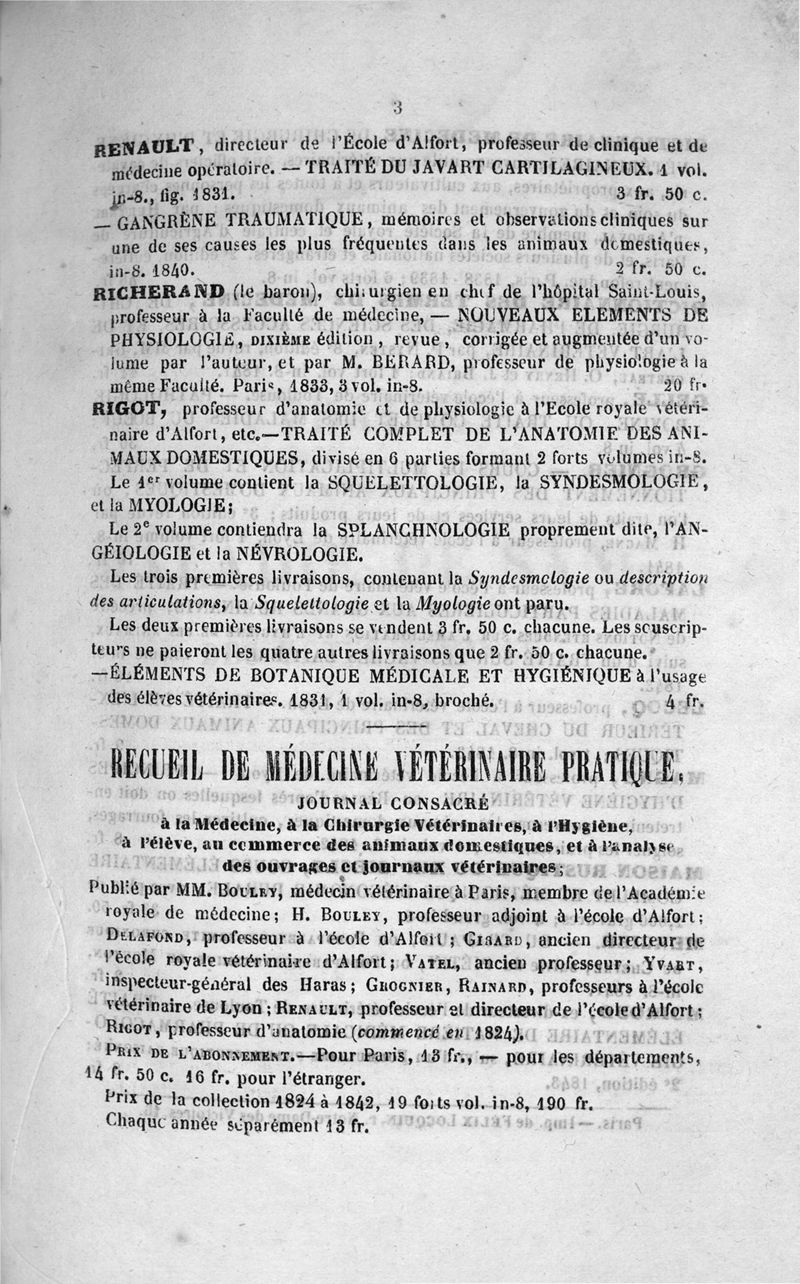 3
RENAULT, directeur de l'École d'Alfort, professeur de clinique et de
médecine opératoire. — TRAITÉ DU JAVART CARTILAGINEUX. 1 vol.
in-8., fig. 1831. 3 fr. 50 c.
— GANGRÈNE TRAUMATIQUE, mémoires et observations cliniques sur
une de ses causes les plus fréquentes dans les animaux domestiques,
in-8. 1840. 2 fr. 50 c.
RICHERAND (le baron), chirurgien en chef de l'hôpital Saint-Louis,
professeur à la Faculté de médecine, — NOUVEAUX ELEMENTS DE
PHYSIOLOGIE, DIXIÈME édition, revue, corrigée et augmentée d'un vo-
lume par l'auteur, et par M. BÉRARD, professeur de physiologie à la
même Faculté. Paris, 1833, 3 vol. in-8. 20 fr.
RIGOT, professeur d'anatomie et de physiologie à l'Ecole royale vétéri-
naire d'Alfort, etc.—TRAITÉ COMPLET DE L'ANATOMIE DES ANI-
MAUX DOMESTIQUES, divisé en 6 parties formant 2 forts volumes in-8.
Le 1er volume contient la SQUELETTOLOGIE, la SYNDESMOLOGIE,
et la MYOLOGIE;
Le 2e volume contiendra la SPLANCHNOLOGIE proprement dite, l'AN-
GÉIOLOGIE et la NÉVROLOGIE.
Les trois premières livraisons, contenant la Syndesmologie ou description
des articulations, la Squelettologie et la Myologie ont paru.
Les deux premières livraisons se vendent 3 fr. 50 c. chacune. Les souscrip-
teurs ne paieront les quatre autres livraisons que 2 fr. 50 c. chacune.
—ÉLÉMENTS DE BOTANIQUE MÉDICALE ET HYGIÉNIQUE à l'usage
des élèves vétérinaires. 1831, 1 vol. in-8, broché. 4 fr.
RECUEIL DE MÉDECINE VÉTÉRINAIRE PRATIQUE,
JOURNAL CONSACRÉ
à la Médecine, à la Chirurgie Vétérinaires, à l'Hygiène,
à l'élève, au commerce des animaux domestiques, et à l'analyse
des ouvrages et journaux vétérinaires;
Publié par MM. BOULEY, médecin vétérinaire à Paris, membre de l'Académie
royale de médecine; H. BOULEY, professeur adjoint à l'école d'Alfort;
DELAFOND, professeur à l'école d'Alfort; GIRARD, ancien directeur de
l'école royale vétérinaire d'Alfort; VATEL, ancien professeur; YVART,
inspecteur-général des Haras; GROGNIER, RAINARD, professeurs à l'école
vétérinaire de Lyon; RENAULT, professeur et directeur de l'école d'Alfort;
RIGOT, professeur d'anatomie (commencé en 1824).
PRIX DE L'ABONNEMENT.—Pour Paris, 13 fr., — pour les départements,
14 fr. 50 c. 16 fr. pour l'étranger.
Prix de la collection 1824 à 1842, 19 forts vol. in-8, 190 fr.
Chaque année séparément 13 fr.